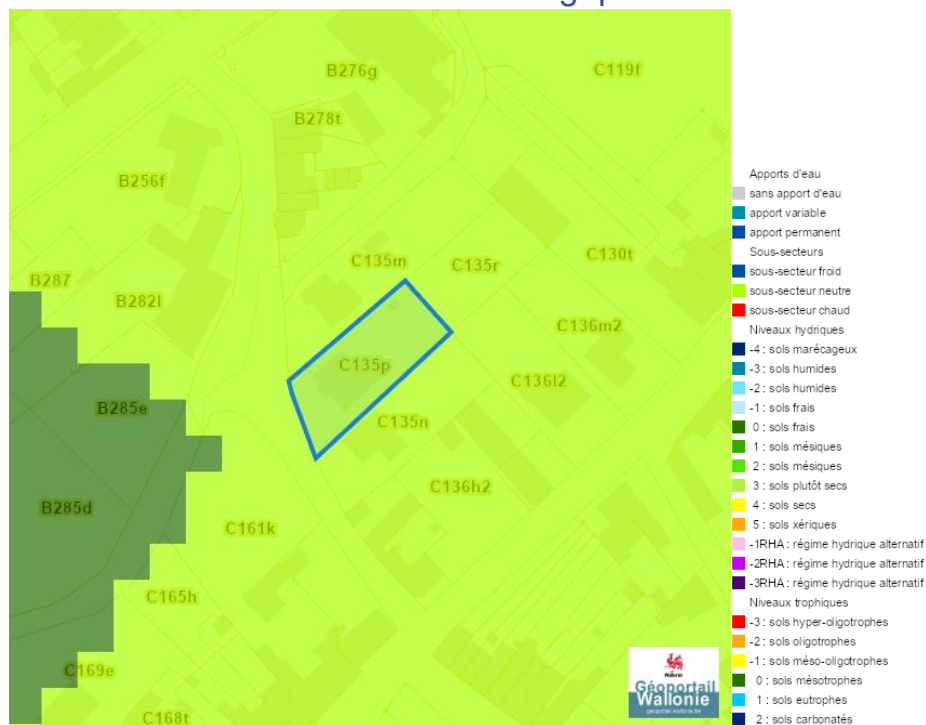 B276g
C119f
B278t
B256f
C135m
C135r
C130t
B287
B282l
C136m2
C135p
C136l2
B285e
C135n
C136h2
B285d
C161k
C165h
C169e
C168t
Wallonie
Géoportail
Wallonie
geoportail.wallonie.be
Apports d'eau
sans apport d'eau
apport variable
apport permanent
Sous-secteurs
sous-secteur froid
sous-secteur neutre
sous-secteur chaud
Niveaux hydriques
-4 : sols marécageux
-3 : sols humides
-2 : sols humides
-1 : sols frais
0 : sols frais
1 : sols mésiques
2 : sols mésiques
3 : sols plutôt secs
4 : sols secs
5 : sols xériques
-1RHA : régime hydrique alternatif
-2RHA : régime hydrique alternatif
-3RHA : régime hydrique alternatif
Niveaux trophiques
-3 : sols hyper-oligotrophes
-2 : sols oligotrophes
-1 : sols méso-oligotrophes
0 : sols mésotrophes
1 : sols eutrophes
2 : sols carbonatés